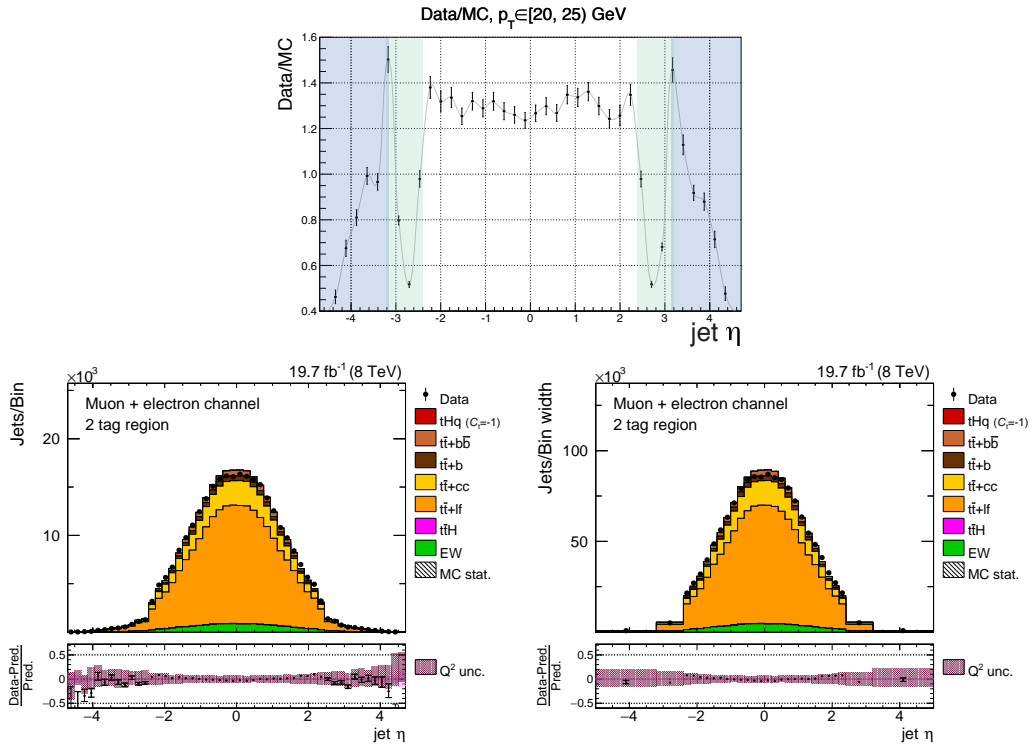 Data/MC, p_T∈[20, 25) GeV
Data/MC
1.6
1.4
1.2
1.0
0.8
0.6
0.4
-4 -3 -2 -1 0 1 2 3 4
jet η
×10³
19.7 fb⁻¹ (8 TeV)
Jets/Bin
Muon + electron channel
2 tag region
20
10
0
Data
tHq (C_t=-1)
tt̄+bb̄
tt̄+b
tt̄+cc
tt̄+lf
tt̄H
EW
MC stat.
Data-Pred.
Pred.
0.5
0
−0.5
Q² unc.
−4 −2 0 2 4
jet η
×10³
19.7 fb⁻¹ (8 TeV)
Jets/Bin width
Muon + electron channel
2 tag region
100
50
0
Data
tHq (C_t=-1)
tt̄+bb̄
tt̄+b
tt̄+cc
tt̄+lf
tt̄H
EW
MC stat.
Data-Pred.
Pred.
0.5
0
−0.5
Q² unc.
−4 −2 0 2 4
jet η